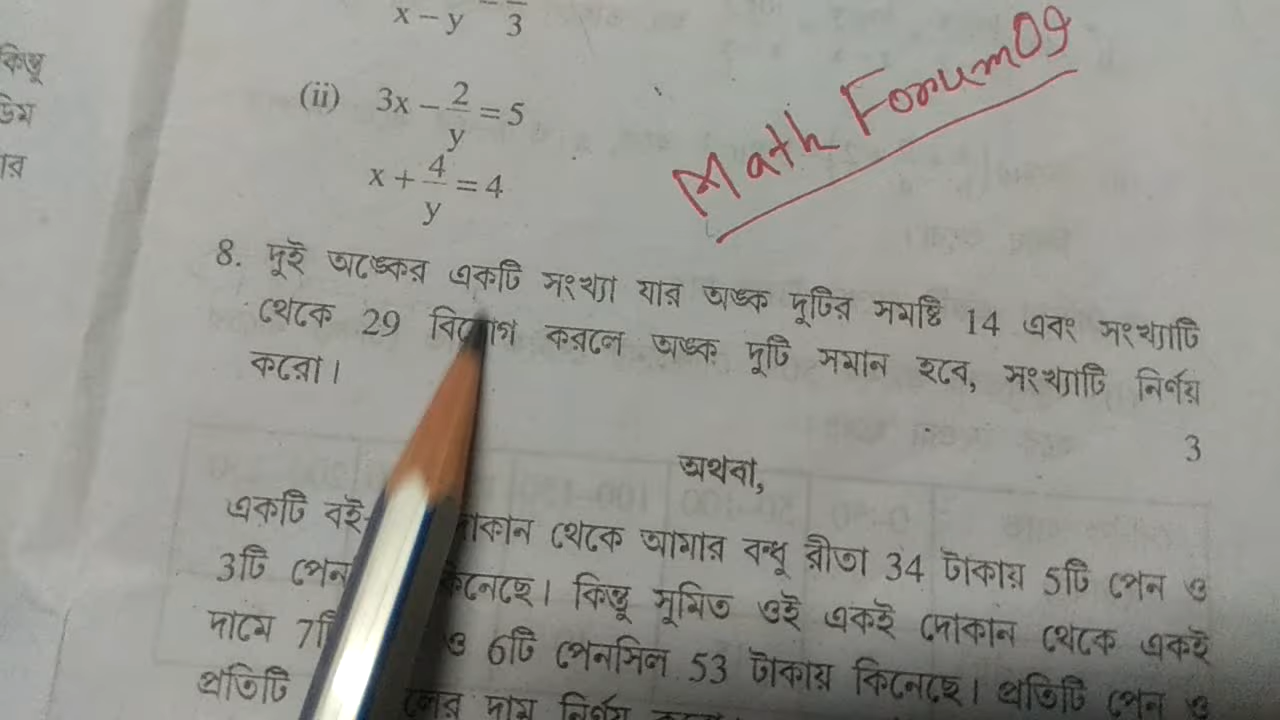 কিন্তু
ডিম
ার
x – y = 3
Math Forum09
(ii) 3x – 2/y = 5
x + 4/y = 4
8. দুই অঙ্কের একটি সংখ্যা যার অঙ্ক দুটির সমষ্টি 14 এবং সংখ্যাটি
থেকে 29 বিয়োগ করলে অঙ্ক দুটি সমান হবে, সংখ্যাটি নির্ণয়
করো।
3
অথবা,
একটি বই- থেকে আমার বন্ধু রীতা 34 টাকায় 5টি পেন ও
3টি পেন কিনেছে। কিন্তু সুমিত ওই একই দোকান থেকে একই
দামে ও 6টি পেনসিল 53 টাকায় কিনেছে। প্রতিটি পেন ও
প্রতিটি দাম নির্ণয়